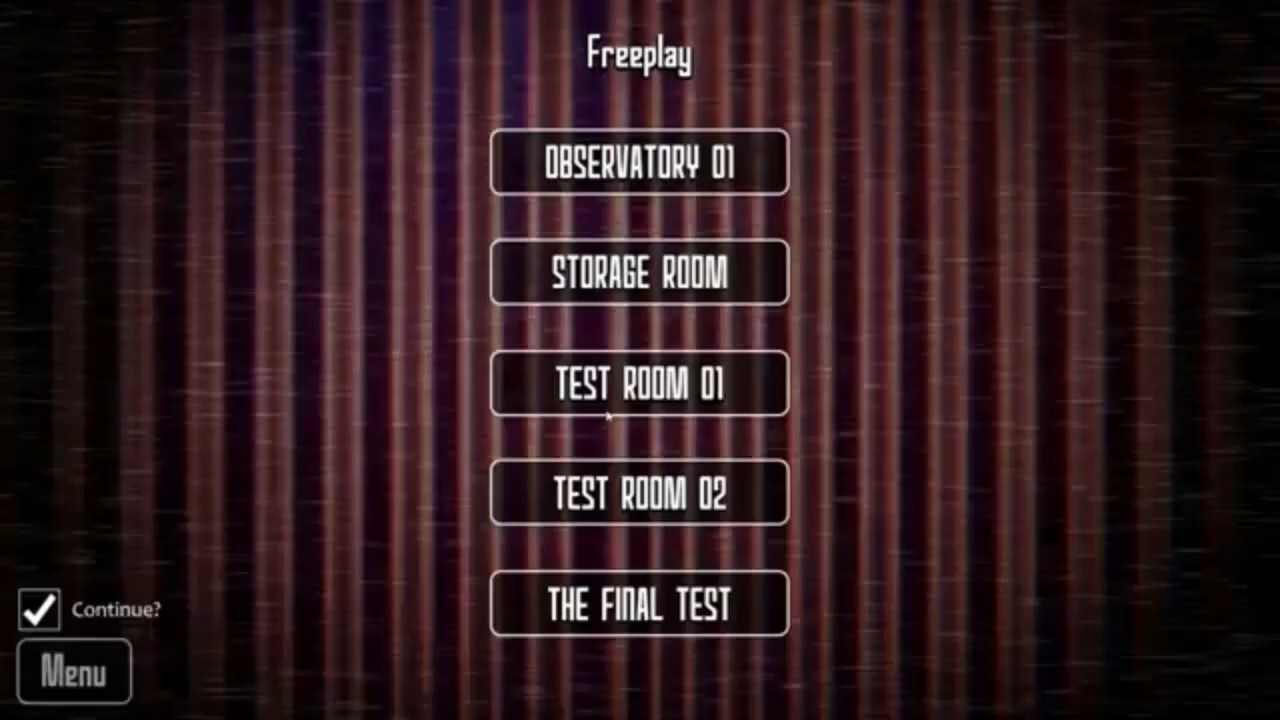 Freeplay
OBSERVATORY 01
STORAGE ROOM
TEST ROOM 01
TEST ROOM 02
THE FINAL TEST
Continue?
Menu